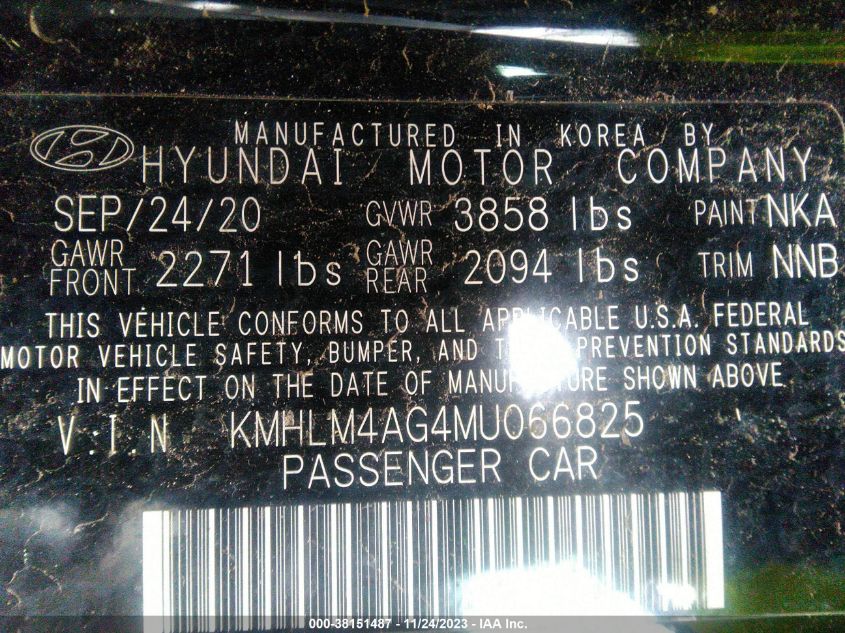 MANUFACTURED IN KOREA BY
HYUNDAI MOTOR COMPANY
SEP/24/20 GVWR 3858 lbs PAINT NKA
GAWR FRONT 2271 lbs GAWR REAR 2094 lbs TRIM NNB
THIS VEHICLE CONFORMS TO ALL APPLICABLE U.S.A. FEDERAL
MOTOR VEHICLE SAFETY, BUMPER, AND PREVENTION STANDARDS
IN EFFECT ON THE DATE OF MANUFACTURE SHOWN ABOVE
V.I.N KMHLM4AG4MU066825
PASSENGER CAR
000-38151487 - 11/24/2023 - IAA Inc.